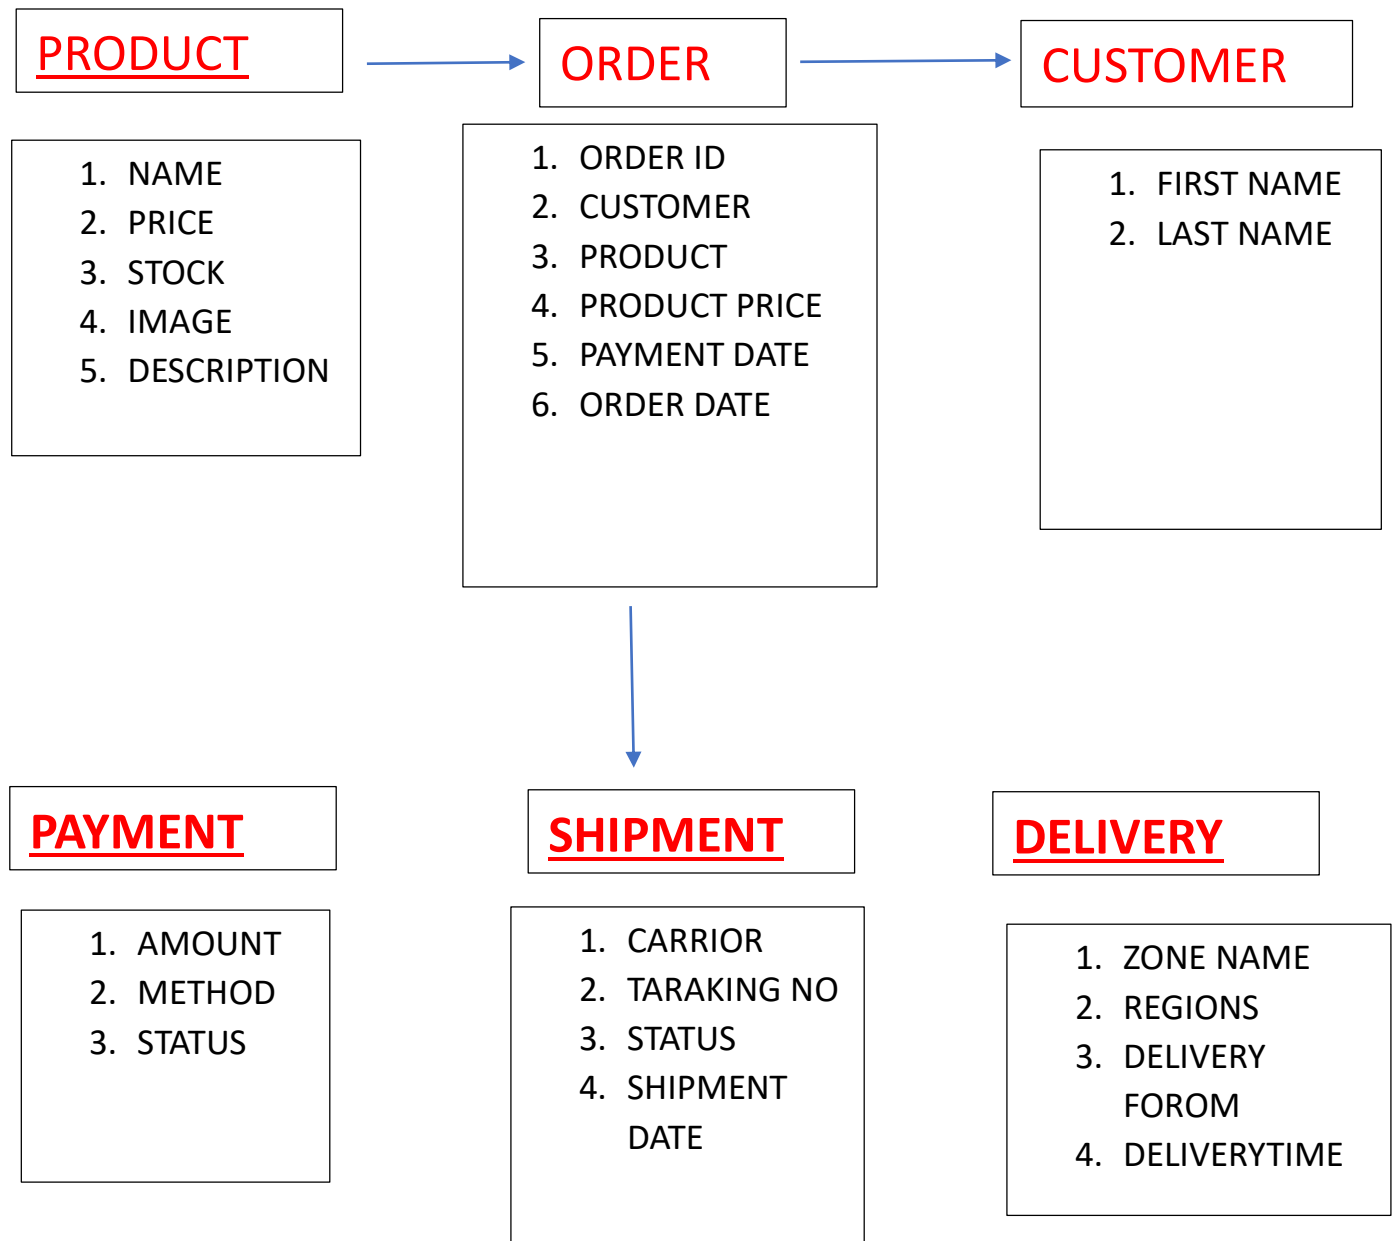 PRODUCT
ORDER
CUSTOMER
1. NAME
2. PRICE
3. STOCK
4. IMAGE
5. DESCRIPTION
1. ORDER ID
2. CUSTOMER
3. PRODUCT
4. PRODUCT PRICE
5. PAYMENT DATE
6. ORDER DATE
1. FIRST NAME
2. LAST NAME
PAYMENT
SHIPMENT
DELIVERY
1. AMOUNT
2. METHOD
3. STATUS
1. CARRIOR
2. TARAKING NO
3. STATUS
4. SHIPMENT
DATE
1. ZONE NAME
2. REGIONS
3. DELIVERY
FOROM
4. DELIVERYTIME